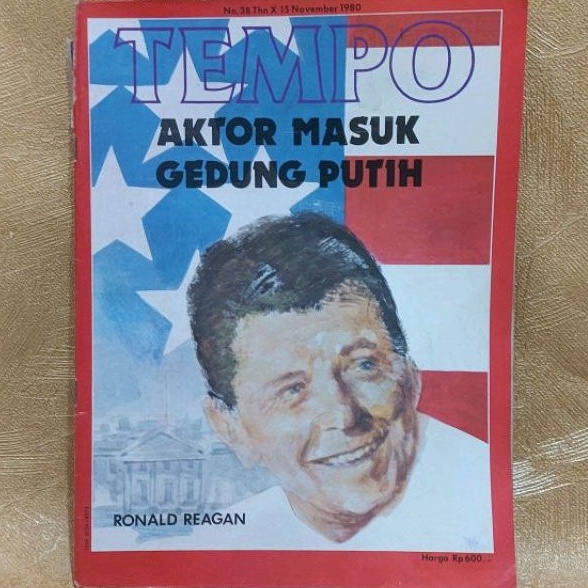 No. 38 Thn X 15 November 1980
TEMPO
AKTOR MASUK
GEDUNG PUTIH
RONALD REAGAN
Harga Rp 600,-